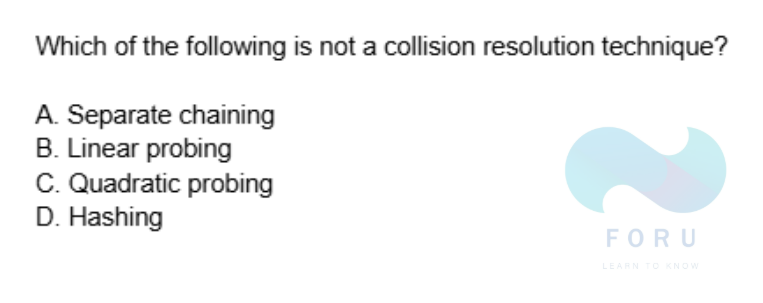 Which of the following is not a collision resolution technique?
A. Separate chaining
B. Linear probing
C. Quadratic probing
D. Hashing
FORU
LEARN TO KNOW